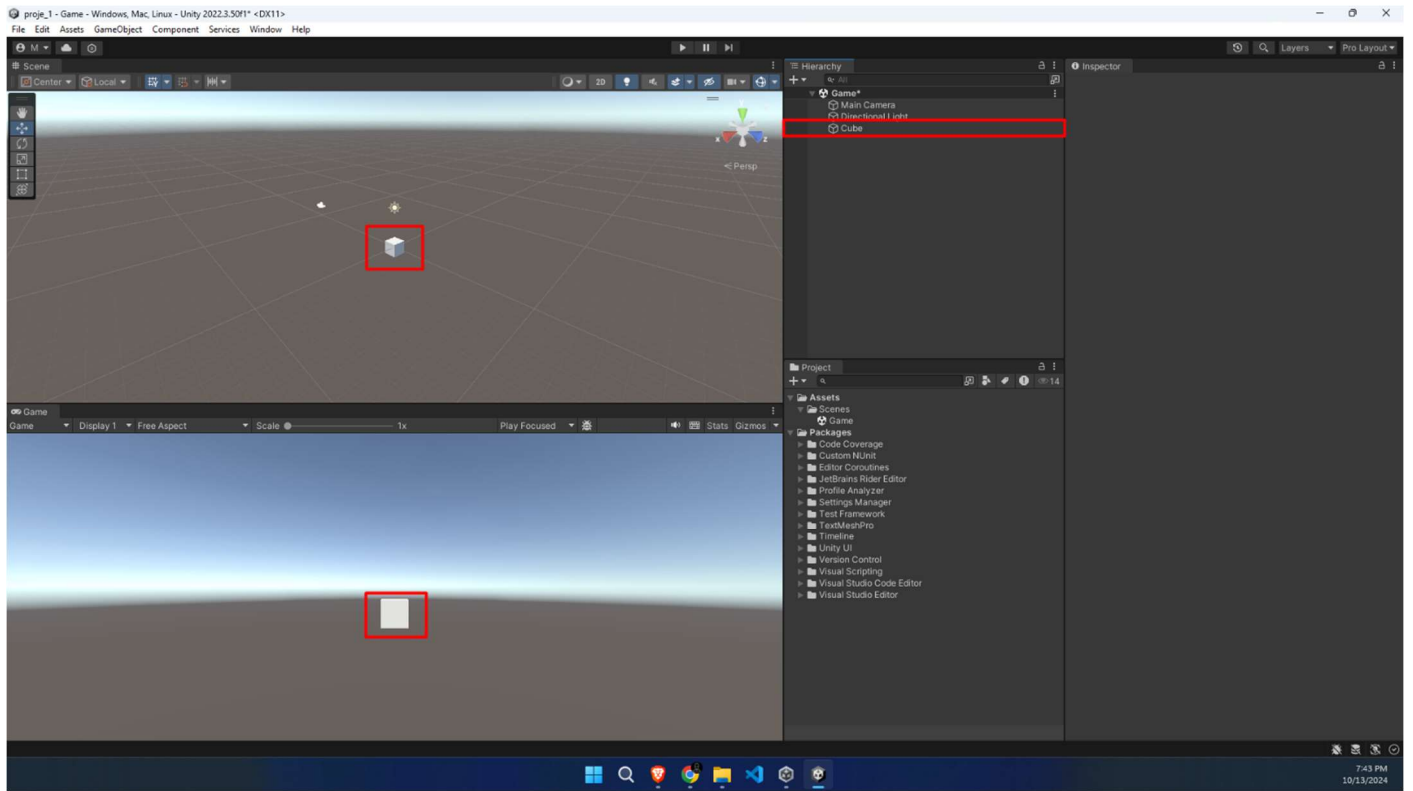 proje_1 - Game - Windows, Mac, Linux - Unity 2022.3.50f1* <DX11>
File Edit Assets GameObject Component Services Window Help
M
Layers Pro Layout
Scene
Center Local 2D
x z
Persp
Hierarchy
All
Game*
Main Camera
Directional Light
Cube
Inspector
Game
Game Display 1 Free Aspect Scale 1x Play Focused Stats Gizmos
Project
14
Assets
Scenes
Game
Packages
Code Coverage
Custom NUnit
Editor Coroutines
JetBrains Rider Editor
Profile Analyzer
Settings Manager
Test Framework
TextMeshPro
Timeline
Unity UI
Version Control
Visual Scripting
Visual Studio Code Editor
Visual Studio Editor
7:43 PM
10/13/2024